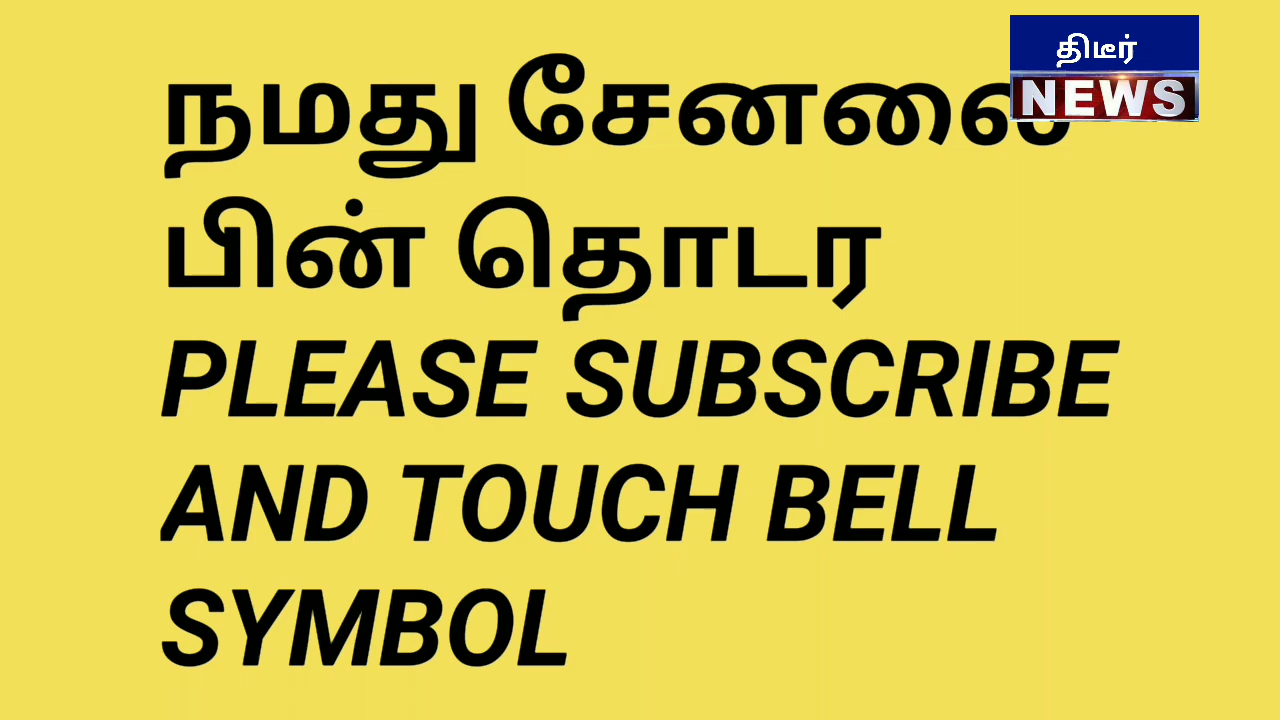 திடீர்
NEWS
நமது சேனலை
பின் தொடர
PLEASE SUBSCRIBE
AND TOUCH BELL
SYMBOL